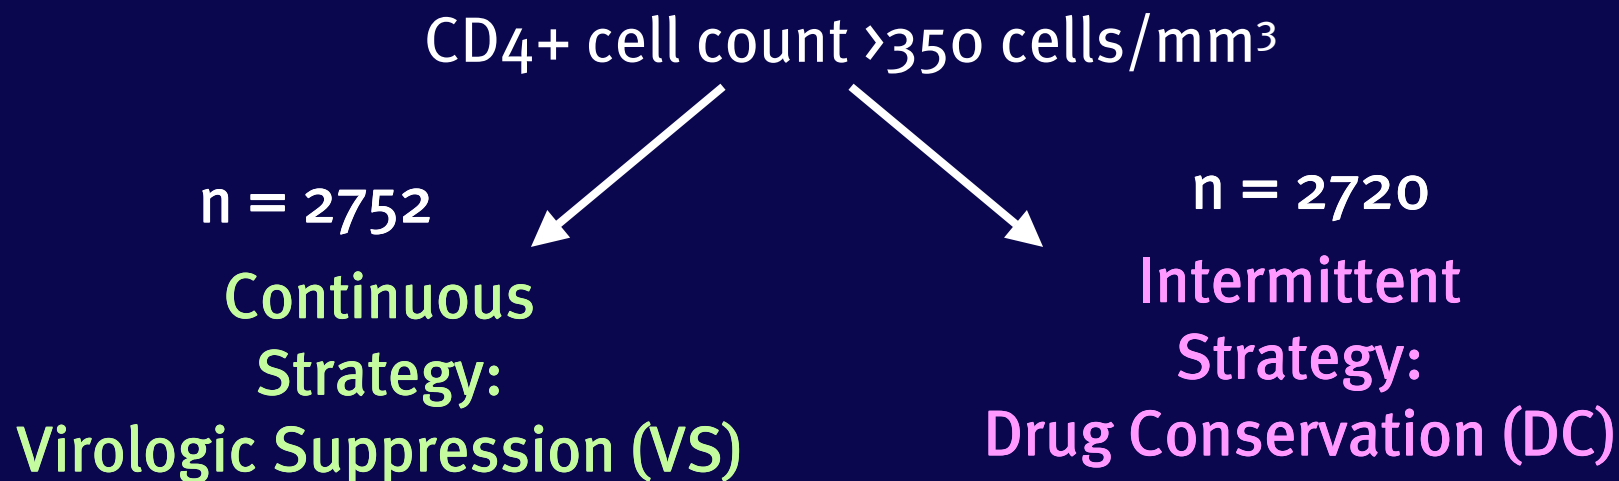 CD4+ cell count >350 cells/mm³
n = 2752
Continuous
Strategy:
Virologic Suppression (VS)
n = 2720
Intermittent
Strategy:
Drug Conservation (DC)